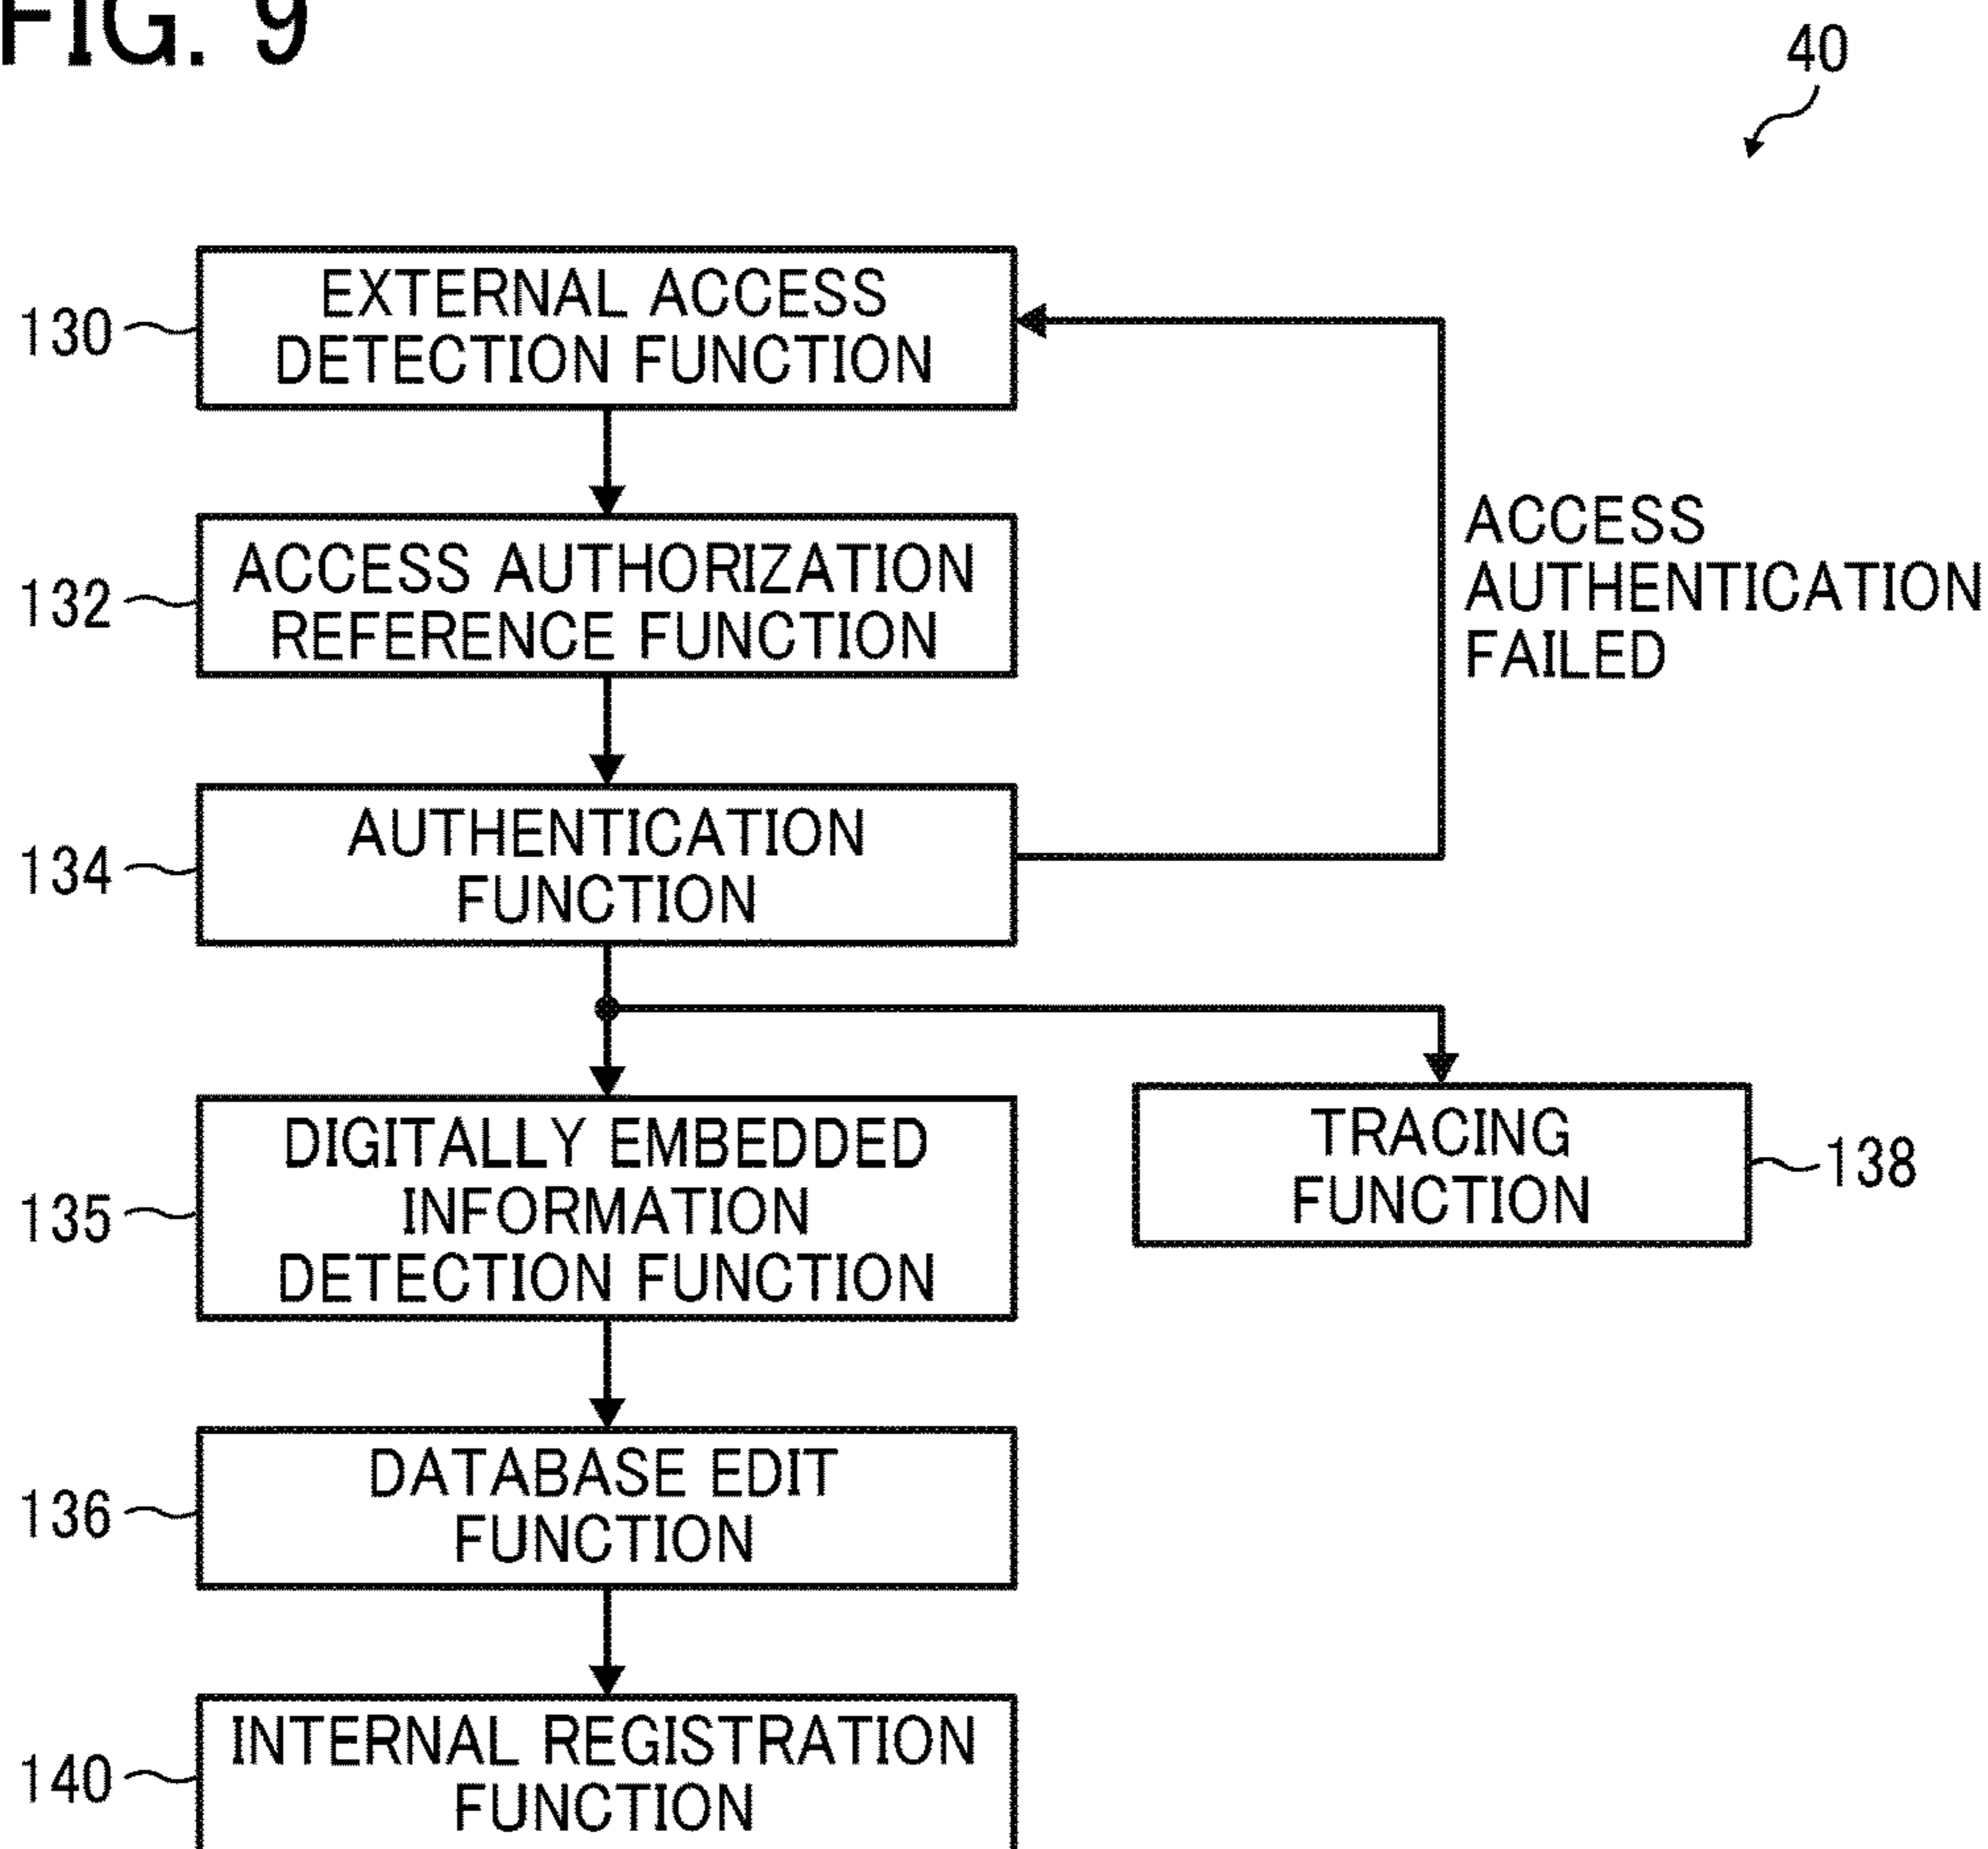 FIG. 9
40
130
EXTERNAL ACCESS
DETECTION FUNCTION
132
ACCESS AUTHORIZATION
REFERENCE FUNCTION
ACCESS
AUTHENTICATION
FAILED
134
AUTHENTICATION
FUNCTION
135
DIGITALLY EMBEDDED
INFORMATION
DETECTION FUNCTION
TRACING
FUNCTION
138
136
DATABASE EDIT
FUNCTION
140
INTERNAL REGISTRATION
FUNCTION